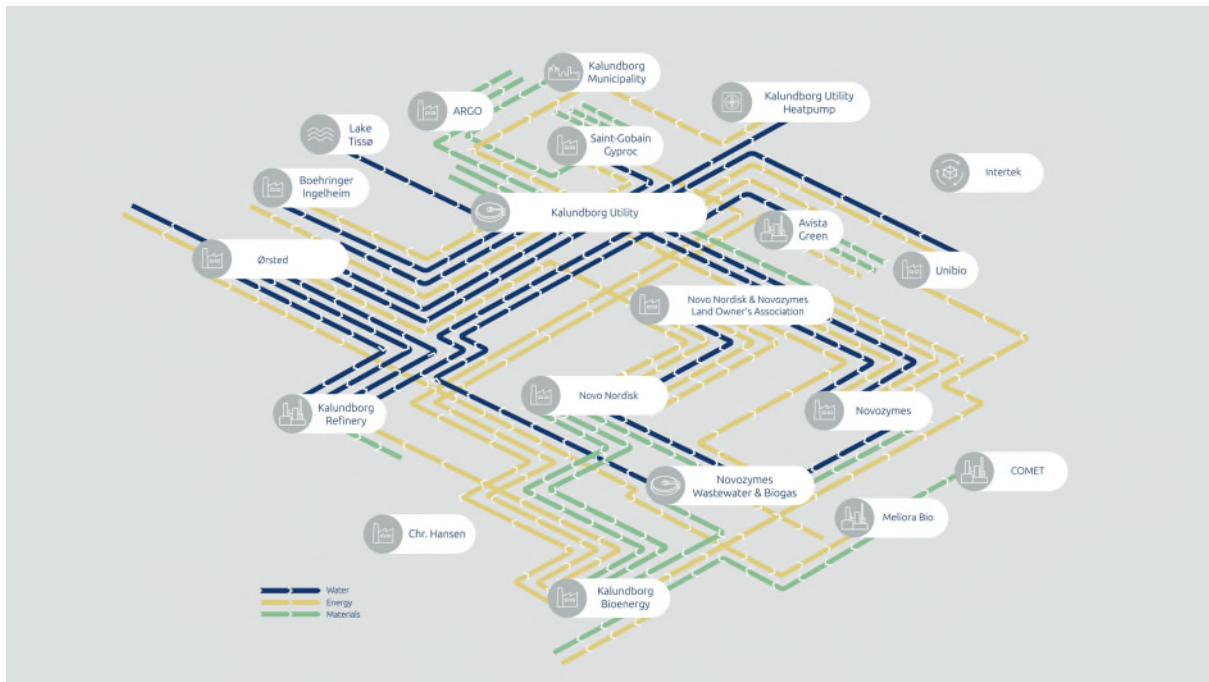 Kalundborg
Municipality
ARGO
Kalundborg Utility
Heatpump
Lake
Tissø
Saint-Gobain
Gyproc
Intertek
Boehringer
Ingelheim
Kalundborg Utility
Avista
Green
Ørsted
Unibio
Novo Nordisk & Novozymes
Land Owner's Association
Novo Nordisk
Kalundborg
Refinery
Novozymes
COMET
Novozymes
Wastewater & Biogas
Meliora Bio
Chr. Hansen
Kalundborg
Bioenergy
Water
Energy
Materials